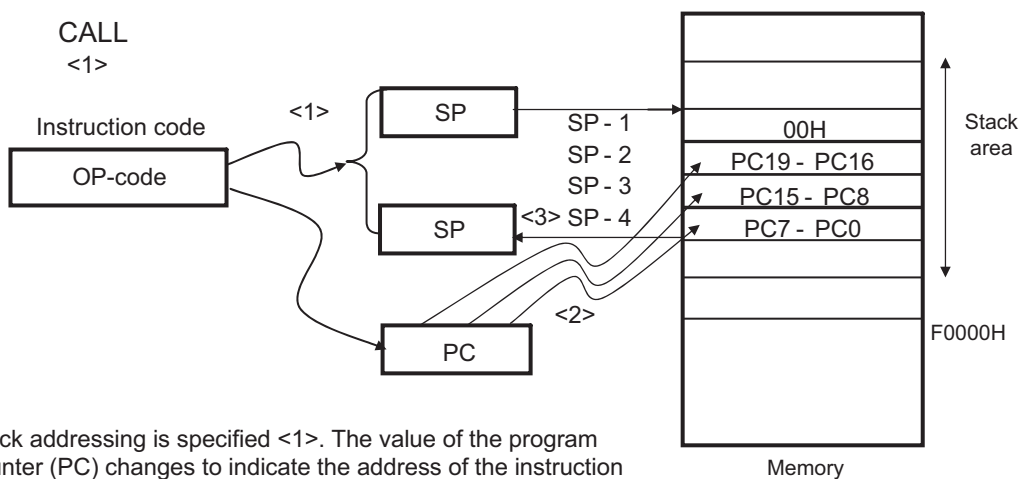 CALL
<1>
Instruction code
OP-code
<1>
SP
SP - 1
SP - 2
SP - 3
SP - 4
SP
<3>
<2>
PC
00H
PC19 - PC16
PC15 - PC8
PC7 - PC0
Stack
area
F0000H
Memory
ck addressing is specified <1>. The value of the program
unter (PC) changes to indicate the address of the instruction